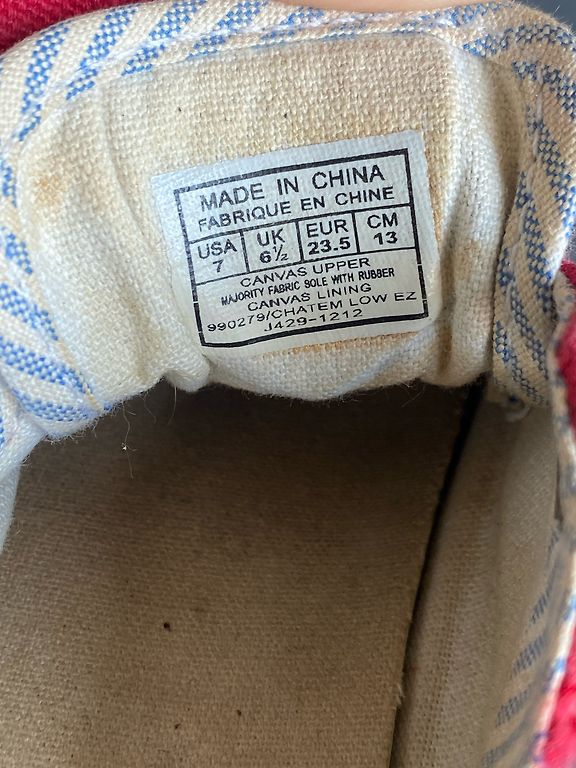 MADE IN CHINA
FABRIQUE EN CHINE
USA UK EUR CM
7 6½ 23.5 13
CANVAS UPPER
MAJORITY FABRIC SOLE WITH RUBBER
CANVAS LINING
990279/CHATEM LOW EZ
J429-1212